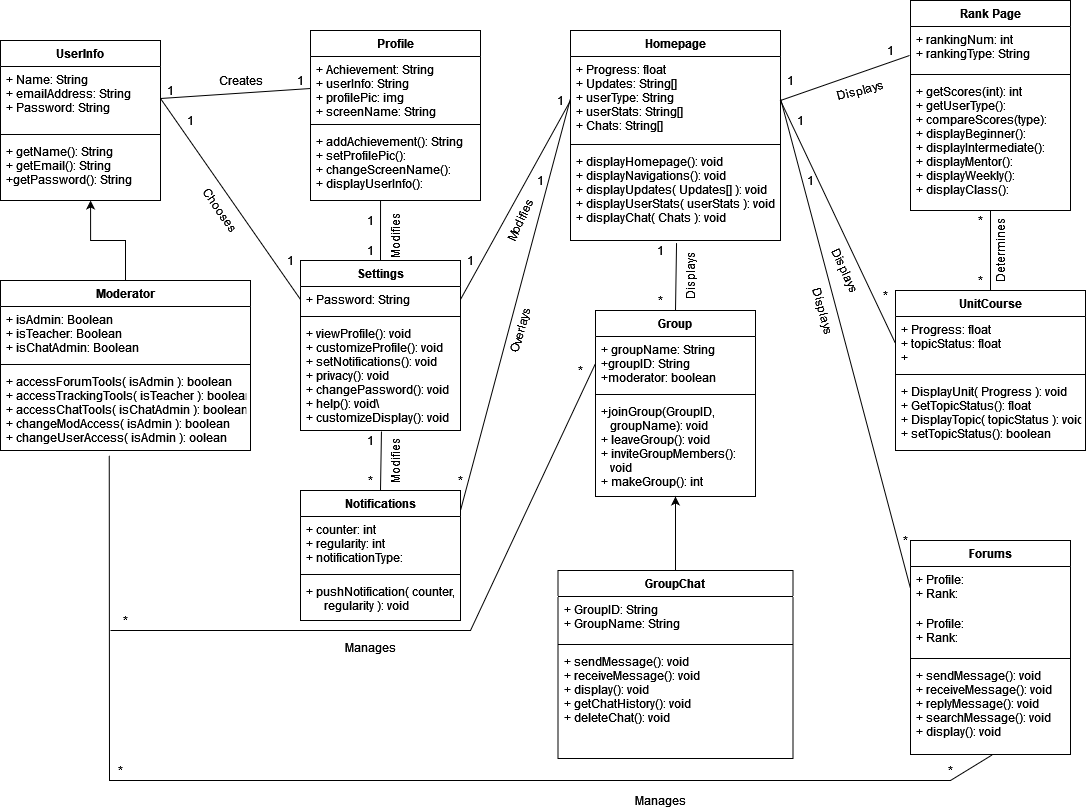 UserInfo
+ Name: String
+ emailAddress: String
+ Password: String
+ getName(): String
+ getEmail(): String
+getPassword(): String
Creates
1
1
1
Chooses
1
Profile
+ Achievement: String
+ userInfo: String
+ profilePic: img
+ screenName: String
+ addAchievement(): String
+ setProfilePic():
+ changeScreenName():
+ displayUserInfo():
1
1
Modifies
Homepage
+ Progress: float
+ Updates: String[]
+ userType: String
+ userStats: String[]
+ Chats: String[]
+ displayHomepage(): void
+ displayNavigations(): void
+ displayUpdates( Updates[] ): void
+ displayUserStats( userStats ): void
+ displayChat( Chats ): void
1
Modifies
1
1
Overlays
*
1
Displays
1
Rank Page
+ rankingNum: int
+ rankingType: String
+ getScores(int): int
+ getUserType():
+ compareScores(type):
+ displayBeginner():
+ displayIntermediate():
+ displayMentor():
+ displayWeekly():
+ displayClass():
*
*
Determines
1
Displays
*
1
Displays
*
1
Displays
*
Moderator
+ isAdmin: Boolean
+ isTeacher: Boolean
+ isChatAdmin: Boolean
+ accessForumTools( isAdmin ): boolean
+ accessTrackingTools( isTeacher ): boolean
+ accessChatTools( isChatAdmin ): boolean
+ changeModAccess( isAdmin ): boolean
+ changeUserAccess( isAdmin ): oolean
Settings
+ Password: String
+ viewProfile(): void
+ customizeProfile(): void
+ setNotifications(): void
+ privacy(): void
+ changePassword(): void
+ help(): void\
+ customizeDisplay(): void
1
*
Modifies
Group
+ groupName: String
+groupID: String
+moderator: boolean
+joinGroup(GroupID,
groupName): void
+ leaveGroup(): void
+ inviteGroupMembers():
void
+ makeGroup(): int
UnitCourse
+ Progress: float
+ topicStatus: float
+
+ DisplayUnit( Progress ): void
+ GetTopicStatus(): float
+ DisplayTopic( topicStatus ): void
+ setTopicStatus(): boolean
Notifications
+ counter: int
+ regularity: int
+ notificationType:
+ pushNotification( counter,
regularity ): void
*
*
Manages
GroupChat
+ GroupID: String
+ GroupName: String
+ sendMessage(): void
+ receiveMessage(): void
+ display(): void
+ getChatHistory(): void
+ deleteChat(): void
Forums
+ Profile:
+ Rank:
+ Profile:
+ Rank:
+ sendMessage(): void
+ receiveMessage(): void
+ replyMessage(): void
+ searchMessage(): void
+ display(): void
*
*
Manages